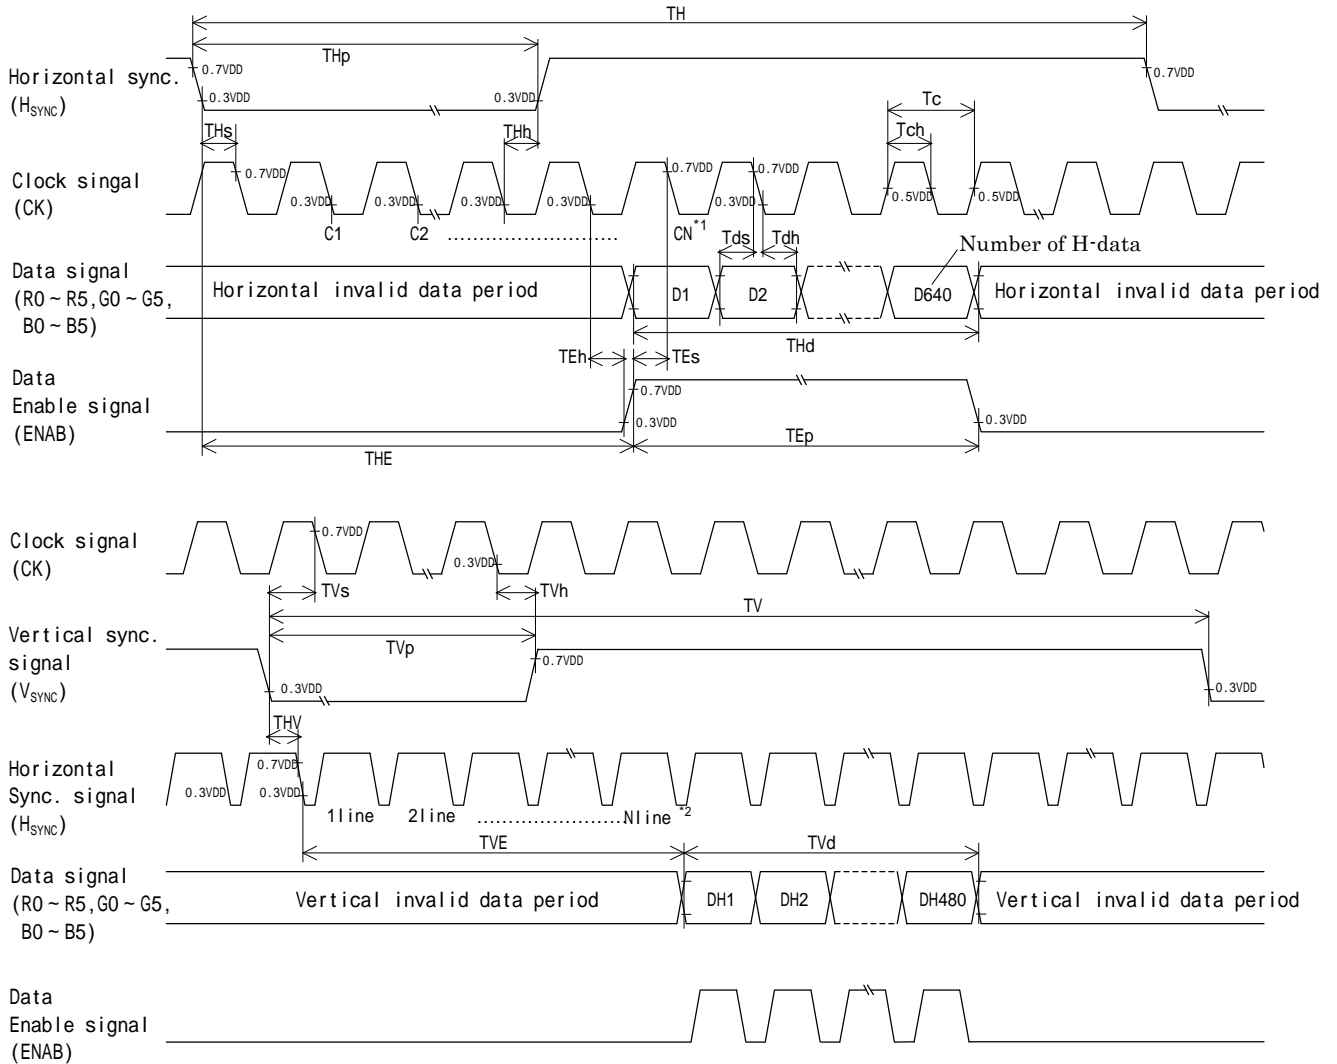 TH
THp
Horizontal sync.
(HSYNC)
0.7VDD
0.3VDD
0.3VDD
0.7VDD
THs
THh
Tc
Tch
Clock singal
(CK)
0.7VDD
0.3VDD
0.3VDD
0.3VDD
0.3VDD
0.7VDD
0.3VDD
0.7VDD
0.5VDD
0.5VDD
C1
C2
CN*1
Tds
Tdh
Number of H-data
Data signal
(R0~R5,G0~G5,
B0~B5)
Horizontal invalid data period
D1
D2
D640
Horizontal invalid data period
THd
TEh
TEs
Data
Enable signal
(ENAB)
0.7VDD
0.3VDD
0.3VDD
THE
TEp
Clock signal
(CK)
0.7VDD
0.3VDD
TVs
TVh
TV
Vertical sync.
signal
(VSYNC)
TVp
0.3VDD
0.7VDD
0.3VDD
THV
Horizontal
Sync. signal
(HSYNC)
0.3VDD
0.7VDD
0.3VDD
1line
2line
........................Nline *2
TVE
TVd
Data signal
(R0~R5,G0~G5,
B0~B5)
Vertical invalid data period
DH1
DH2
DH480
Vertical invalid data period
Data
Enable signal
(ENAB)